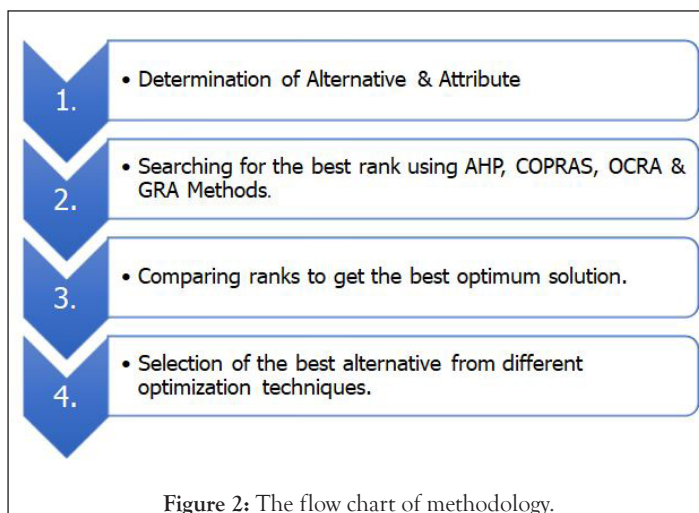 1.
• Determination of Alternative & Attribute
2.
• Searching for the best rank using AHP, COPRAS, OCRA &
GRA Methods.
3.
• Comparing ranks to get the best optimum solution.
4.
• Selection of the best alternative from different
optimization techniques.
Figure 2: The flow chart of methodology.